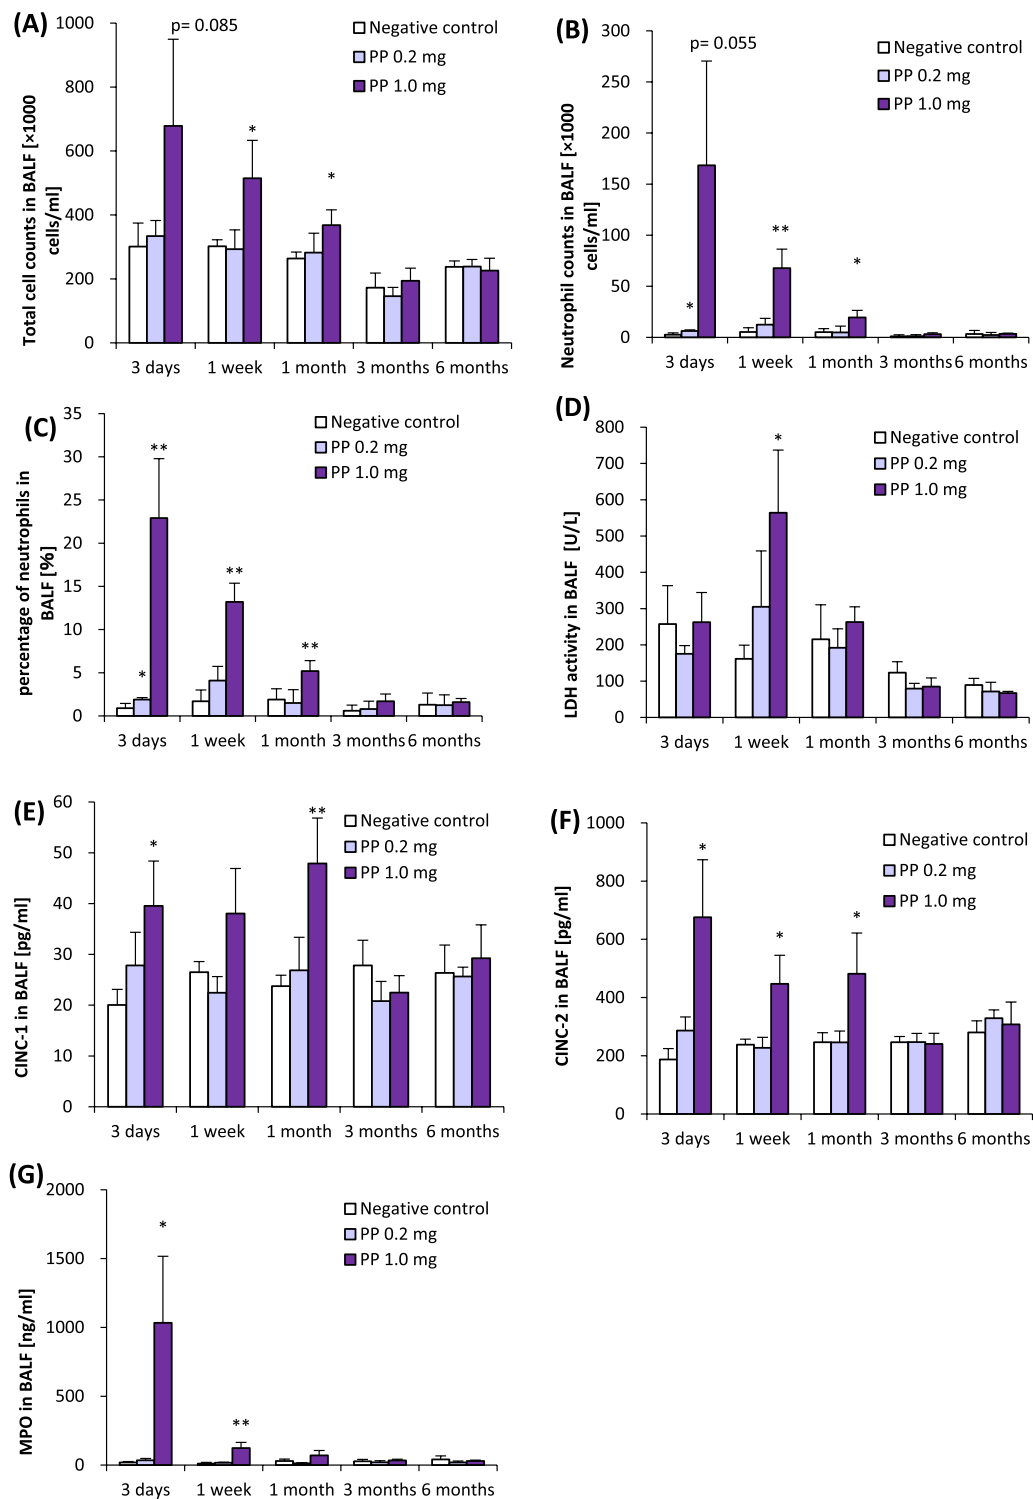 (A)
Total cell counts in BALF [×1000
cells/ml]
1000
800
600
400
200
0
p= 0.085
Negative control
PP 0.2 mg
PP 1.0 mg
*
*
3 days
1 week
1 month
3 months
6 months
(B)
Neutrophil counts in BALF [×1000
cells/ml]
300
250
200
150
100
50
0
p= 0.055
Negative control
PP 0.2 mg
PP 1.0 mg
*
**
*
3 days
1 week
1 month
3 months
6 months
(C)
percentage of neutrophils in
BALF [%]
35
30
25
20
15
10
5
0
Negative control
PP 0.2 mg
PP 1.0 mg
*
**
**
**
3 days
1 week
1 month
3 months
6 months
(D)
LDH activity in BALF [U/L]
800
700
600
500
400
300
200
100
0
Negative control
PP 0.2 mg
PP 1.0 mg
*
3 days
1 week
1 month
3 months
6 months
(E)
CINC-1 in BALF [pg/ml]
60
50
40
30
20
10
0
Negative control
PP 0.2 mg
PP 1.0 mg
*
**
3 days
1 week
1 month
3 months
6 months
(F)
CINC-2 in BALF [pg/ml]
1000
800
600
400
200
0
Negative control
PP 0.2 mg
PP 1.0 mg
*
*
*
3 days
1 week
1 month
3 months
6 months
(G)
MPO in BALF [ng/ml]
2000
1500
1000
500
0
Negative control
PP 0.2 mg
PP 1.0 mg
*
**
3 days
1 week
1 month
3 months
6 months